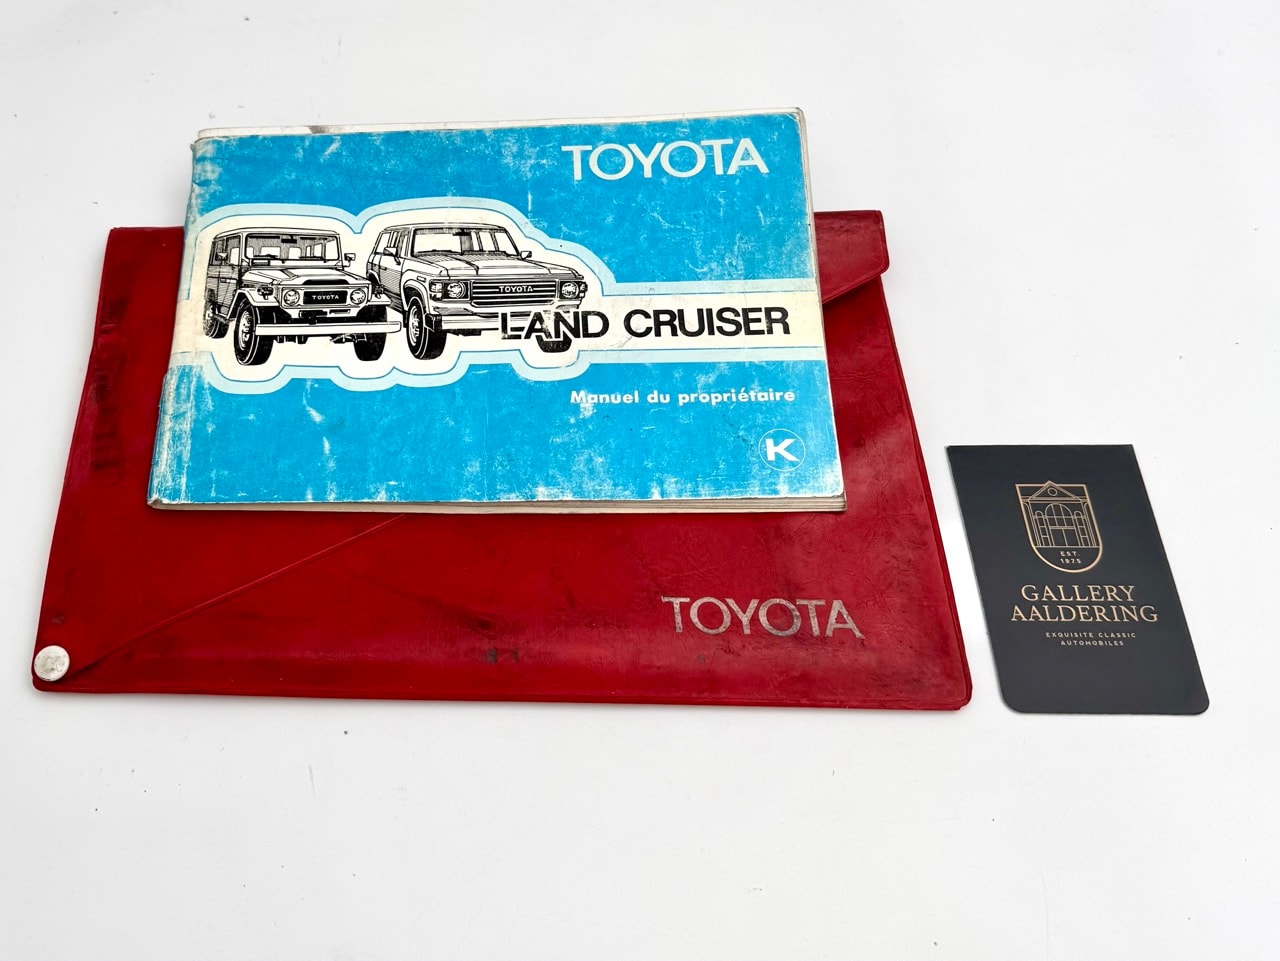 TOYOTA
TOYOTA
TOYOTA
LAND CRUISER
Manuel du propriétaire
K
TOYOTA
EST.
1975
GALLERY
AALDERING
EXQUISITE CLASSIC
AUTOMOBILES